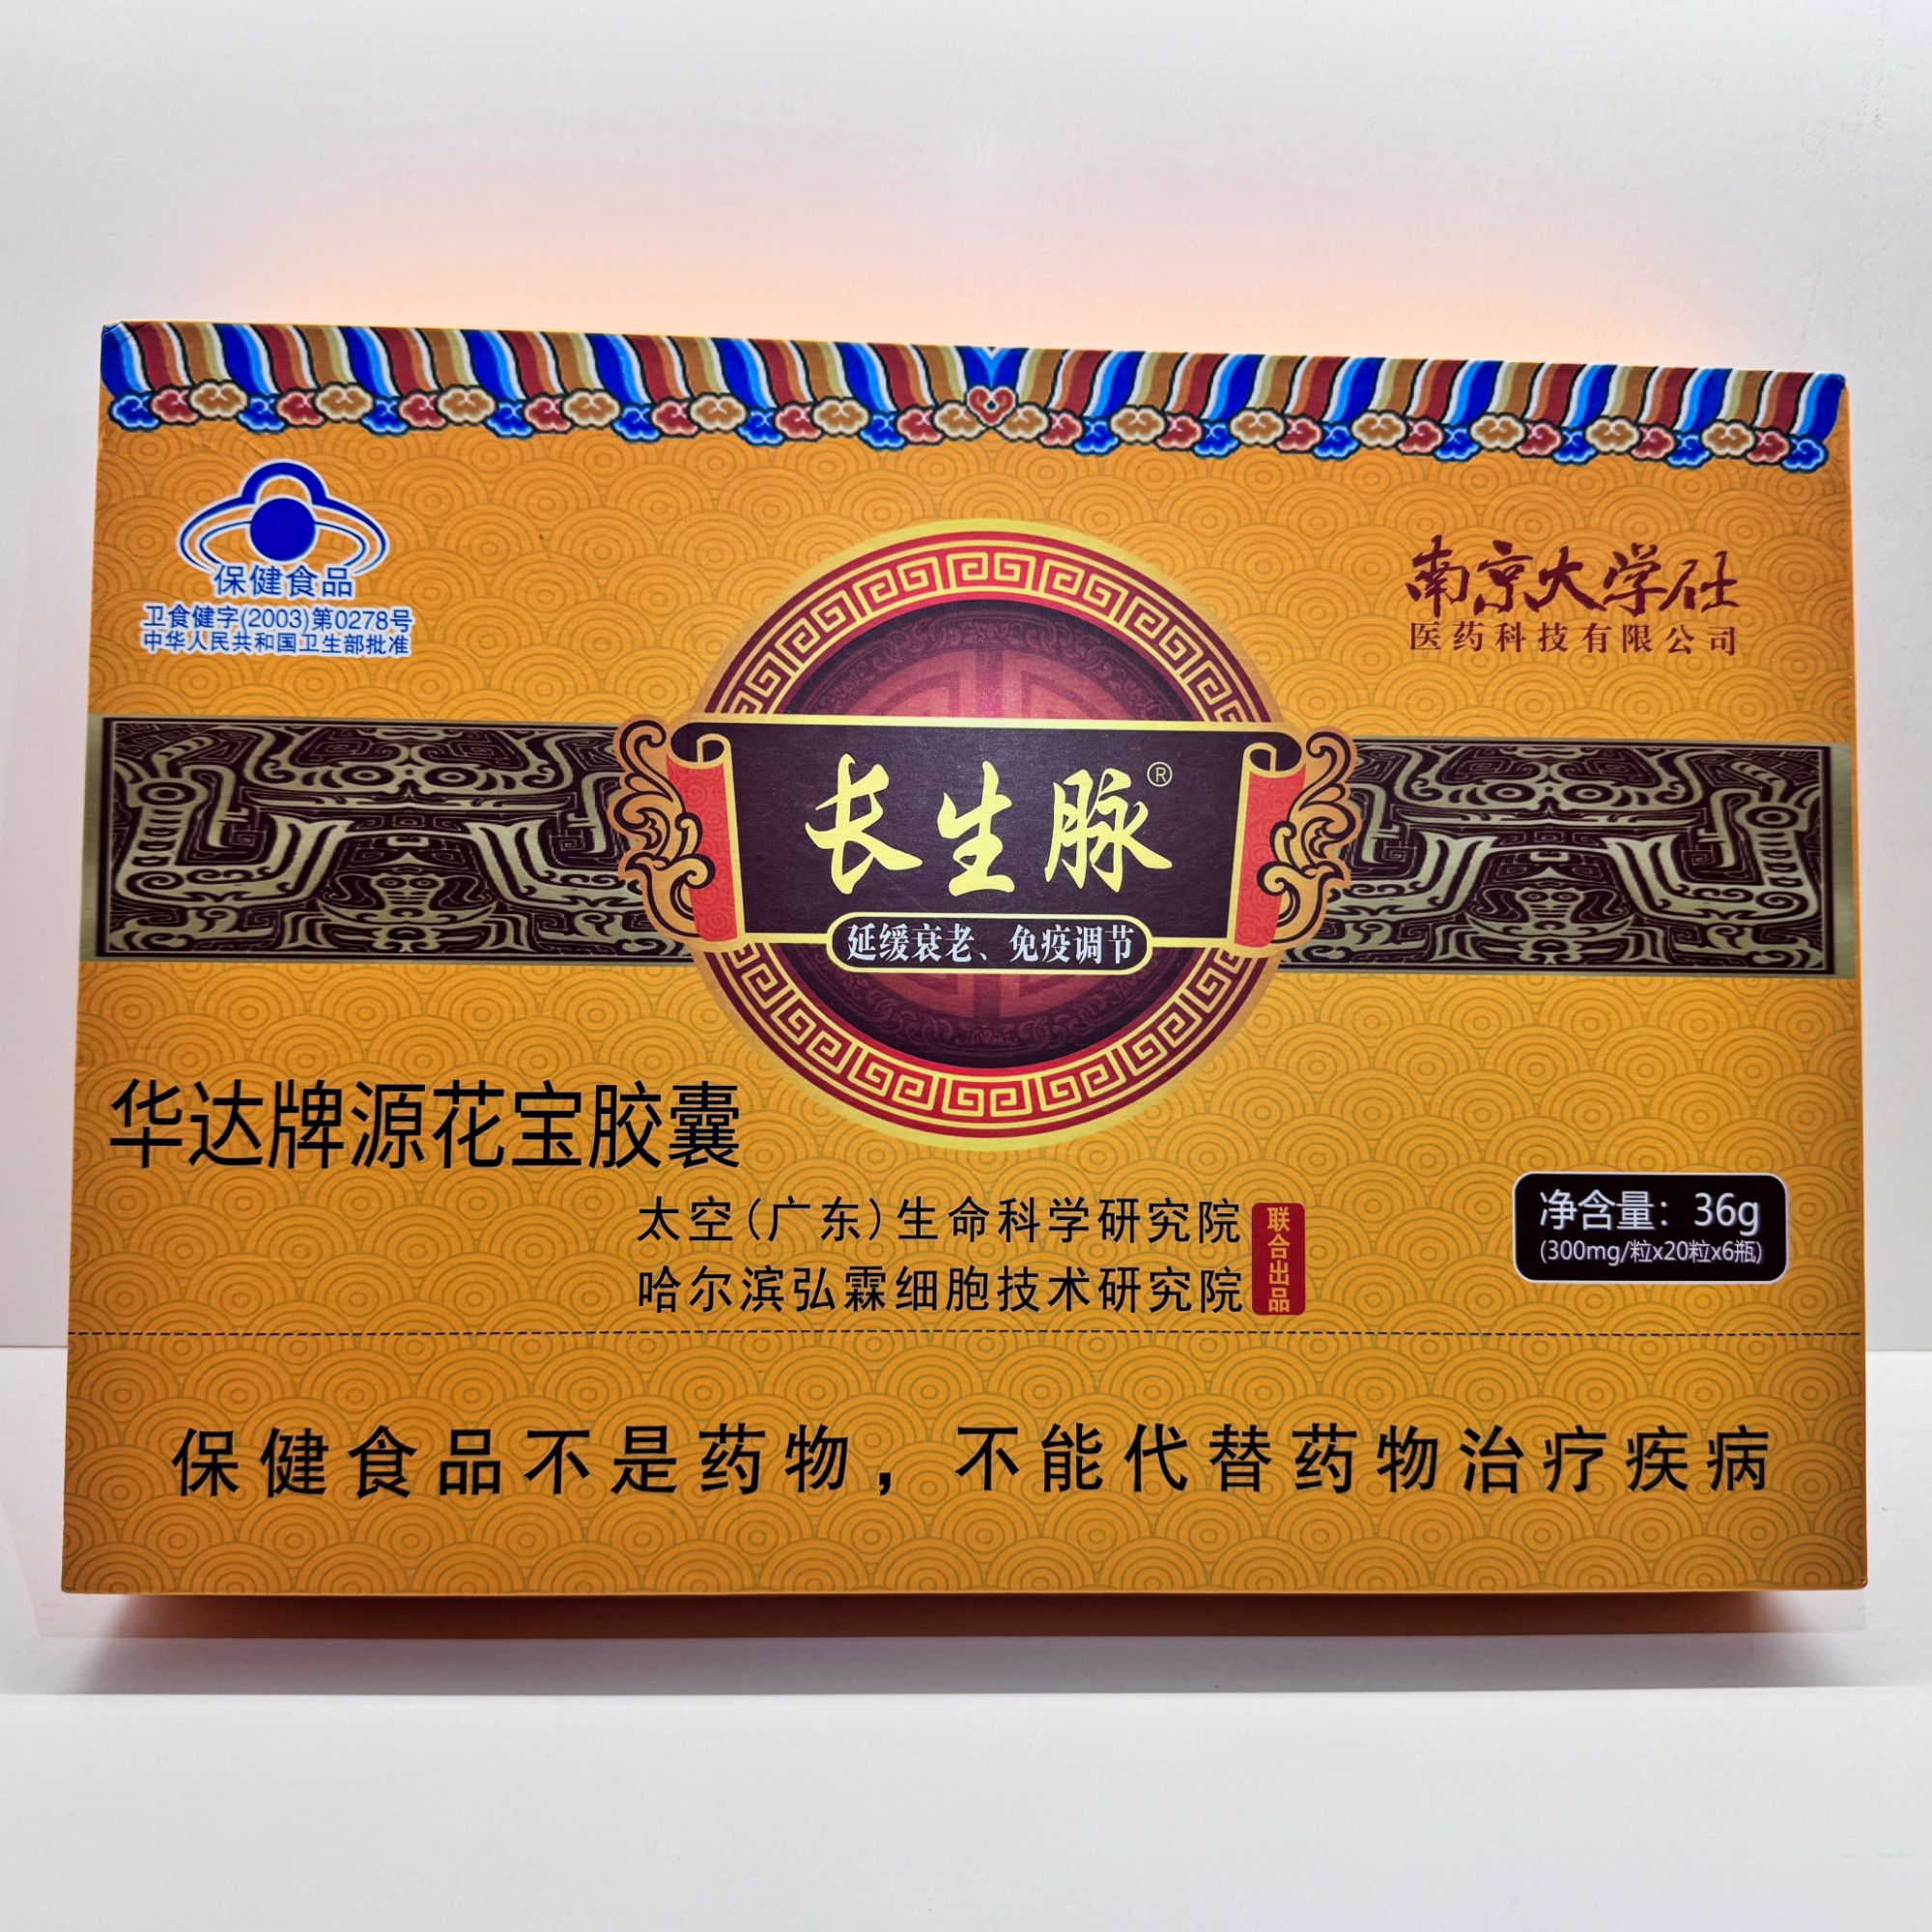 保健食品
卫食健字(2003)第0278号
中华人民共和国卫生部批准
南京大学社
医药科技有限公司
长生脉®
延缓衰老、免疫调节
华达牌源花宝胶囊
太空(广东)生命科学研究院
哈尔滨弘霖细胞技术研究院
联合出品
净含量：36g
(300mg/粒x20粒x6瓶)
保健食品不是药物，不能代替药物治疗疾病